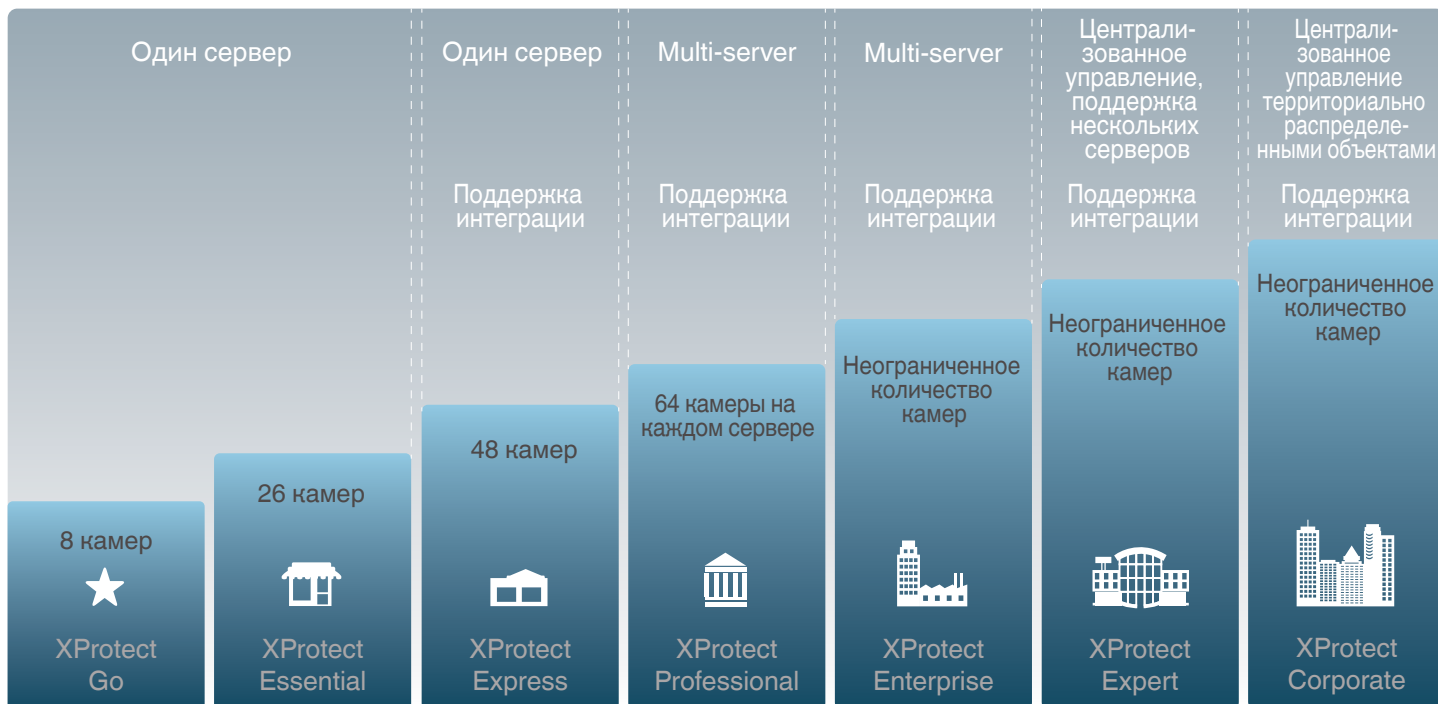 Один сервер
Один сервер
Multi-server
Multi-server
Централи-
зованное
управление,
поддержка
нескольких
серверов
Централи-
зованное
управление
территориально
распределе-
нными объектами
Поддержка
интеграции
Поддержка
интеграции
Поддержка
интеграции
Поддержка
интеграции
Поддержка
интеграции
8 камер
26 камер
48 камер
64 камеры на
каждом сервере
Неограниченное
количество
камер
Неограниченное
количество
камер
Неограниченное
количество
камер
XProtect
Go
XProtect
Essential
XProtect
Express
XProtect
Professional
XProtect
Enterprise
XProtect
Expert
XProtect
Corporate